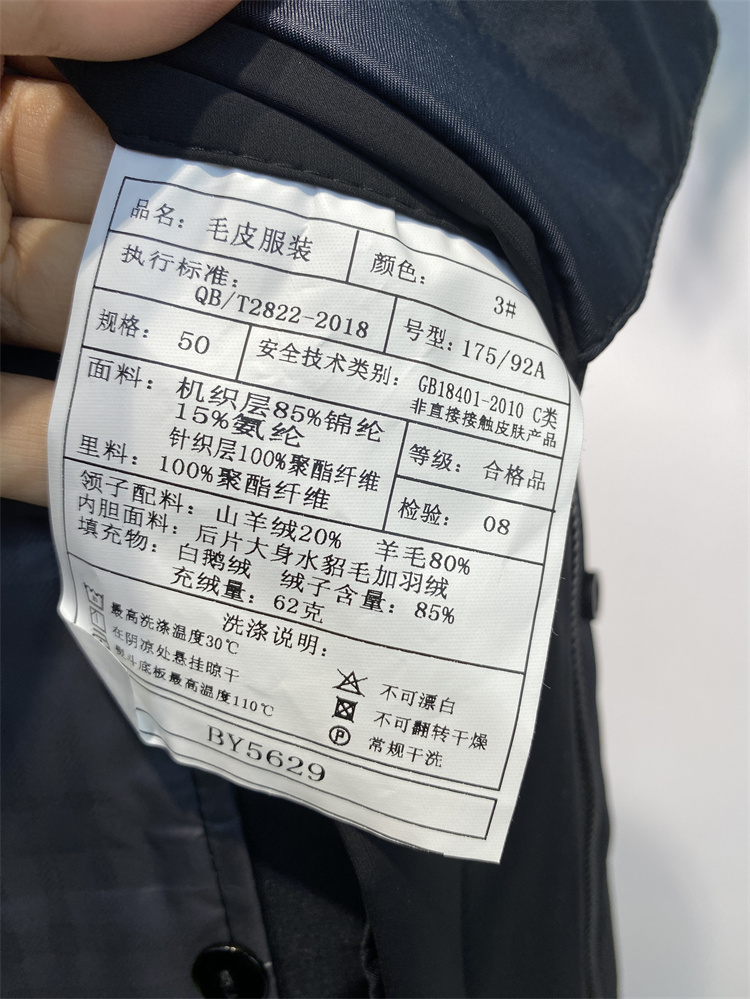 品名: 毛皮服装 颜色: 3#
执行标准:
QB/T2822-2018 号型: 175/92A
规格: 50 安全技术类别: GB18401-2010 C类
非直接接触皮肤产品
面料: 机织层85%锦纶
15%氨纶
针织层100%聚酯纤维
里料: 100%聚酯纤维
等级: 合格品
检验: 08
领子配料: 山羊绒20% 羊毛80%
内胆面料: 后片大身水貂毛加羽绒
填充物: 白鹅绒 绒子含量: 85%
充绒量: 62克
洗涤说明:
最高洗涤温度30℃
在阴凉处悬挂晾干
熨斗底板最高温度110℃
不可漂白
不可翻转干燥
P 常规干洗
BY5629